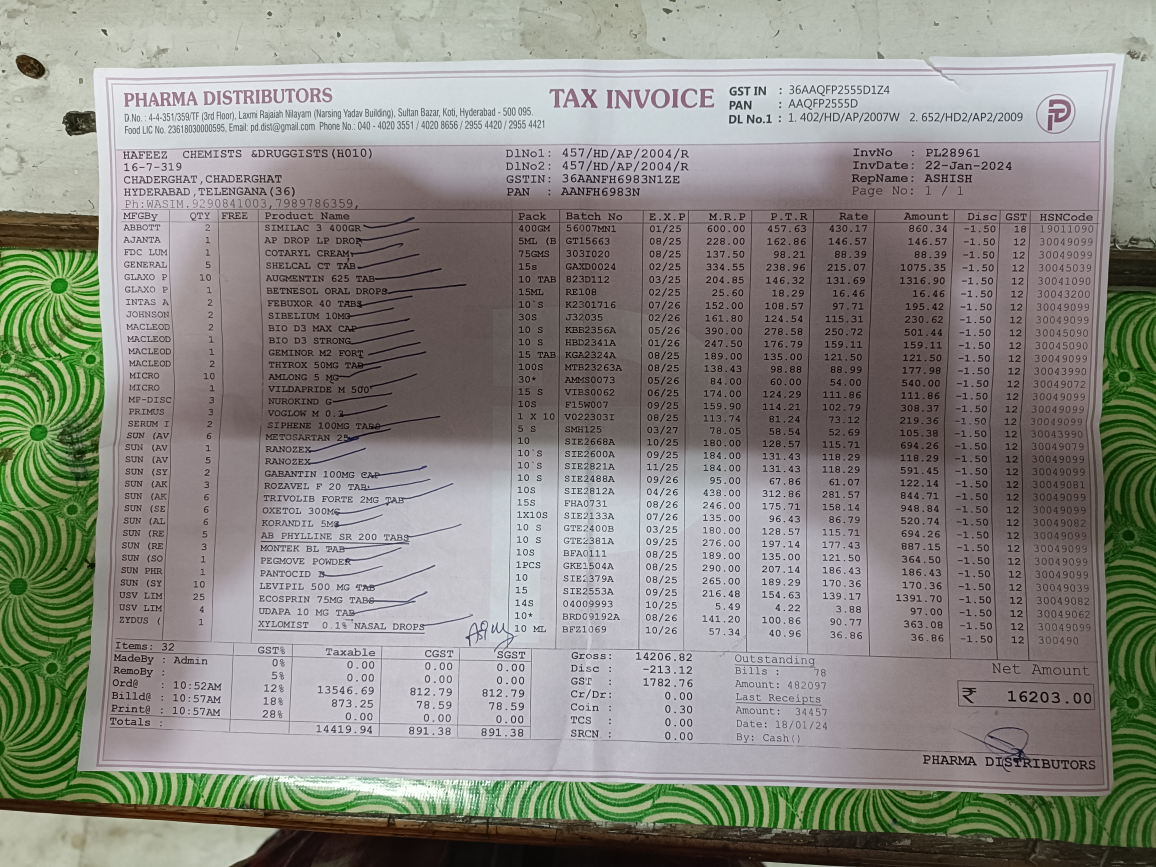 PHARMA DISTRIBUTORS
D.No. : 4-4-351/359/TF (3rd Floor), Laxmi Rajaiah Nilayam (Narsing Yadav Building), Sultan Bazar, Koti, Hyderabad - 500 095.
Food LIC No. 23618030000595, Email: pd.dist@gmail.com Phone No.: 040 - 4020 3551 / 4020 8656 / 2955 4420 / 2955 4421
TAX INVOICE
GST IN : 36AAQFP2555D1Z4
PAN : AAQFP2555D
DL No.1 : 1. 402/HD/AP/2007W 2. 652/HD2/AP2/2009
HAFEEZ CHEMISTS &DRUGGISTS(H010)
16-7-319
CHADERGHAT,CHADERGHAT
HYDERABAD,TELENGANA(36)
Ph:WASIM.9290841003,7989786359,
DlNo1: 457/HD/AP/2004/R
DlNo2: 457/HD/AP/2004/R
GSTIN: 36AANFH6983N1ZE
PAN : AANFH6983N
InvNo : PL28961
InvDate: 22-Jan-2024
RepName: ASHISH
Page No: 1 / 1
MFGBy QTY FREE Product Name Pack Batch No E.X.P M.R.P P.T.R Rate Amount Disc GST HSNCode
ABBOTT 2 SIMILAC 3 400GR 400GM 56007MN1 01/25 600.00 457.63 430.17 860.34 -1.50 18 19011090
AJANTA 1 AP DROP LP DROP 5ML (B GT15663 08/25 228.00 162.86 146.57 146.57 -1.50 12 30049099
FDC LUM 1 COTARYL CREAM 75GMS 303I020 08/25 137.50 98.21 88.39 88.39 -1.50 12 30049099
GENERAL 5 SHELCAL CT TAB 15s GAXD0024 02/25 334.55 238.96 215.07 1075.35 -1.50 12 30045039
GLAXO P 10 AUGMENTIN 625 TAB 10 TAB 823D112 03/25 204.85 146.32 131.69 1316.90 -1.50 12 30041090
GLAXO P 1 BETNESOL ORAL DROPS 15ML RE108 02/25 25.60 18.29 16.46 16.46 -1.50 12 30043200
INTAS A 2 FEBUXOR 40 TABS 10`S K2301716 07/26 152.00 108.57 97.71 195.42 -1.50 12 30049099
JOHNSON 2 SIBELIUM 10MG 30S J32035 02/26 161.80 124.54 115.31 230.62 -1.50 12 30049099
MACLEOD 2 BIO D3 MAX CAP 10 S KBB2356A 05/26 390.00 278.58 250.72 501.44 -1.50 12 30045090
MACLEOD 1 BIO D3 STRONG 10 S HBD2341A 01/26 247.50 176.79 159.11 159.11 -1.50 12 30045090
MACLEOD 1 GEMINOR M2 FORT 15 TAB KGA2324A 08/25 189.00 135.00 121.50 121.50 -1.50 12 30049099
MACLEOD 2 THYROX 50MG TAB 100S MTB23263A 08/25 138.43 98.88 88.99 177.98 -1.50 12 30043990
MICRO 10 AMLONG 5 MG 30* AMMS0073 05/26 84.00 60.00 54.00 540.00 -1.50 12 30049072
MICRO 1 VILDAPRIDE M 500 15 S VIBS0062 06/25 174.00 124.29 111.86 111.86 -1.50 12 30049099
MP-DISC 3 NUROKIND G 10S F15W007 09/25 159.90 114.21 102.79 308.37 -1.50 12 30049099
PRIMUS 3 VOGLOW M 0.3 1 X 10 V022303I 08/25 113.74 81.24 73.12 219.36 -1.50 12 30049099
SERUM I 2 SIPHENE 100MG TABS 5 S SMH125 03/27 78.05 58.54 52.69 105.38 -1.50 12 30043990
SUN (AV 6 METOSARTAN 25 10 SIE2668A 10/25 180.00 128.57 115.71 694.26 -1.50 12 30049079
SUN (AV 1 RANOZEX 10`S SIE2600A 09/25 184.00 131.43 118.29 118.29 -1.50 12 30049099
SUN (AV 5 RANOZEX 10`S SIE2821A 11/25 184.00 131.43 118.29 591.45 -1.50 12 30049099
SUN (SY 2 GABANTIN 100MG CAP 10 S SIE2488A 09/26 95.00 67.86 61.07 122.14 -1.50 12 30049081
SUN (AK 3 ROZAVEL F 20 TAB 10S SIE2812A 04/26 438.00 312.86 281.57 844.71 -1.50 12 30049099
SUN (AK 6 TRIVOLIB FORTE 2MG TAB 15S FHA0731 08/26 246.00 175.71 158.14 948.84 -1.50 12 30049099
SUN (SE 6 OXETOL 300MG 1X10S SIE2133A 07/26 135.00 96.43 86.79 520.74 -1.50 12 30049082
SUN (AL 6 KORANDIL 5MG 10 S GTE2400B 03/25 180.00 128.57 115.71 694.26 -1.50 12 30049099
SUN (RE 5 AB PHYLLINE SR 200 TABS 10 S GTE2381A 09/25 276.00 197.14 177.43 887.15 -1.50 12 30049099
SUN (RE 3 MONTEK BL TAB 10S BFA0111 08/25 189.00 135.00 121.50 364.50 -1.50 12 30049099
SUN (SO 1 PEGMOVE POWDER 1PCS GKE1504A 08/25 290.00 207.14 186.43 186.43 -1.50 12 30049099
SUN PHR 1 PANTOCID 10 SIE2379A 08/25 265.00 189.29 170.36 170.36 -1.50 12 30049039
SUN (SY 10 LEVIPIL 500 MG TAB 15 SIE2553A 09/25 216.48 154.63 139.17 1391.70 -1.50 12 30049082
USV LIM 25 ECOSPRIN 75MG TABS 14S 04009993 10/25 5.49 4.22 3.88 97.00 -1.50 12 30049062
USV LIM 4 UDAPA 10 MG TAB 10* BRD09192A 08/26 141.20 100.86 90.77 363.08 -1.50 12 30049099
ZYDUS ( 1 XYLOMIST 0.1% NASAL DROPS 10 ML BFZ1069 10/26 57.34 40.96 36.86 36.86 -1.50 12 300490
Items: 32
MadeBy : Admin
RemoBy :
Ord@ : 10:52AM
Billd@ : 10:57AM
Print@ : 10:57AM
Totals :
GST% Taxable CGST SGST
0% 0.00 0.00 0.00
5% 0.00 0.00 0.00
12% 13546.69 812.79 812.79
18% 873.25 78.59 78.59
28% 0.00 0.00 0.00
14419.94 891.38 891.38
Gross: 14206.82
Disc : -213.12
GST : 1782.76
Cr/Dr: 0.00
Coin : 0.30
TCS : 0.00
SRCN : 0.00
Outstanding
Bills : 78
Amount: 482097
Last Receipts
Amount: 34457
Date: 18/01/24
By: Cash()
Net Amount
₹ 16203.00
PHARMA DISTRIBUTORS